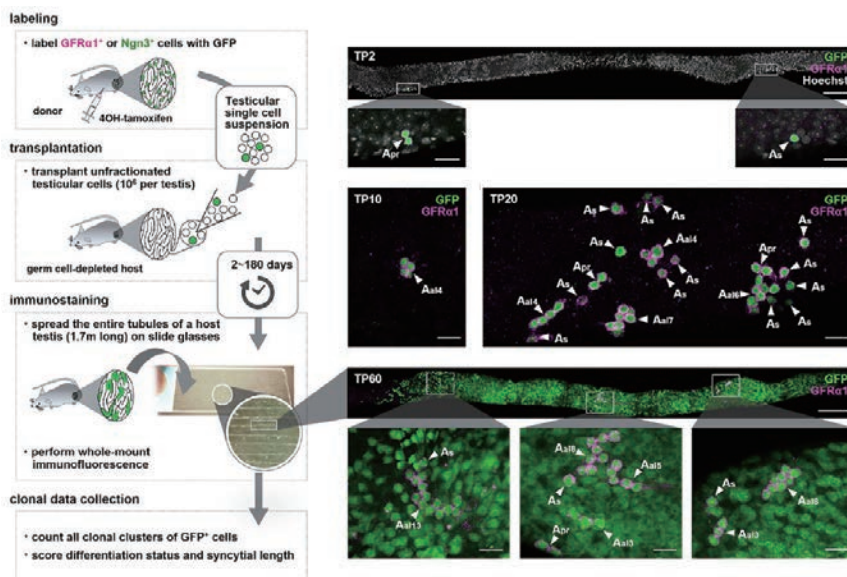 labeling
• label GFRα1⁺ or Ngn3⁺ cells with GFP
donor
4OH-tamoxifen
Testicular
single cell
suspension
transplantation
• transplant unfractionated
testicular cells (10⁶ per testis)
germ cell-depleted host
2~180 days
immunostaining
• spread the entire tubules of a host
testis (1.7m long) on slide glasses
• perform whole-mount
immunofluorescence
clonal data collection
• count all clonal clusters of GFP⁺ cells
• score differentiation status and syncytial length
TP2
GFP
GFRα1
Hoechst
Apr
As
TP10
GFP
GFRα1
Aal4
TP20
GFP
GFRα1
As
As
As
As
Aal4
As
As
Apr
As
Aal4
As
Aal7
As
Apr
As
As
Aal6
As
As
TP60
GFP
GFRα1
As
Aal13
Aal8
Aal5
As
Aal3
Apr
As
Aal3